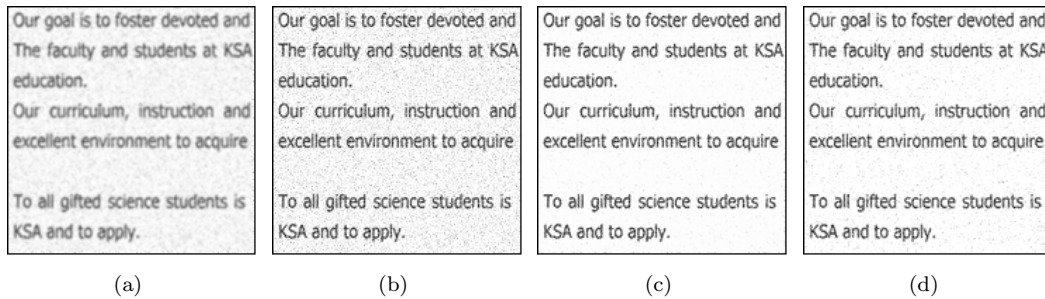 Our goal is to foster devoted and
The faculty and students at KSA
education.
Our curriculum, instruction and
excellent environment to acquire
To all gifted science students is
KSA and to apply.
(a)
Our goal is to foster devoted and
The faculty and students at KSA
education.
Our curriculum, instruction and
excellent environment to acquire
To all gifted science students is
KSA and to apply.
(b)
Our goal is to foster devoted and
The faculty and students at KSA
education.
Our curriculum, instruction and
excellent environment to acquire
To all gifted science students is
KSA and to apply.
(c)
Our goal is to foster devoted and
The faculty and students at KSA
education.
Our curriculum, instruction and
excellent environment to acquire
To all gifted science students is
KSA and to apply.
(d)